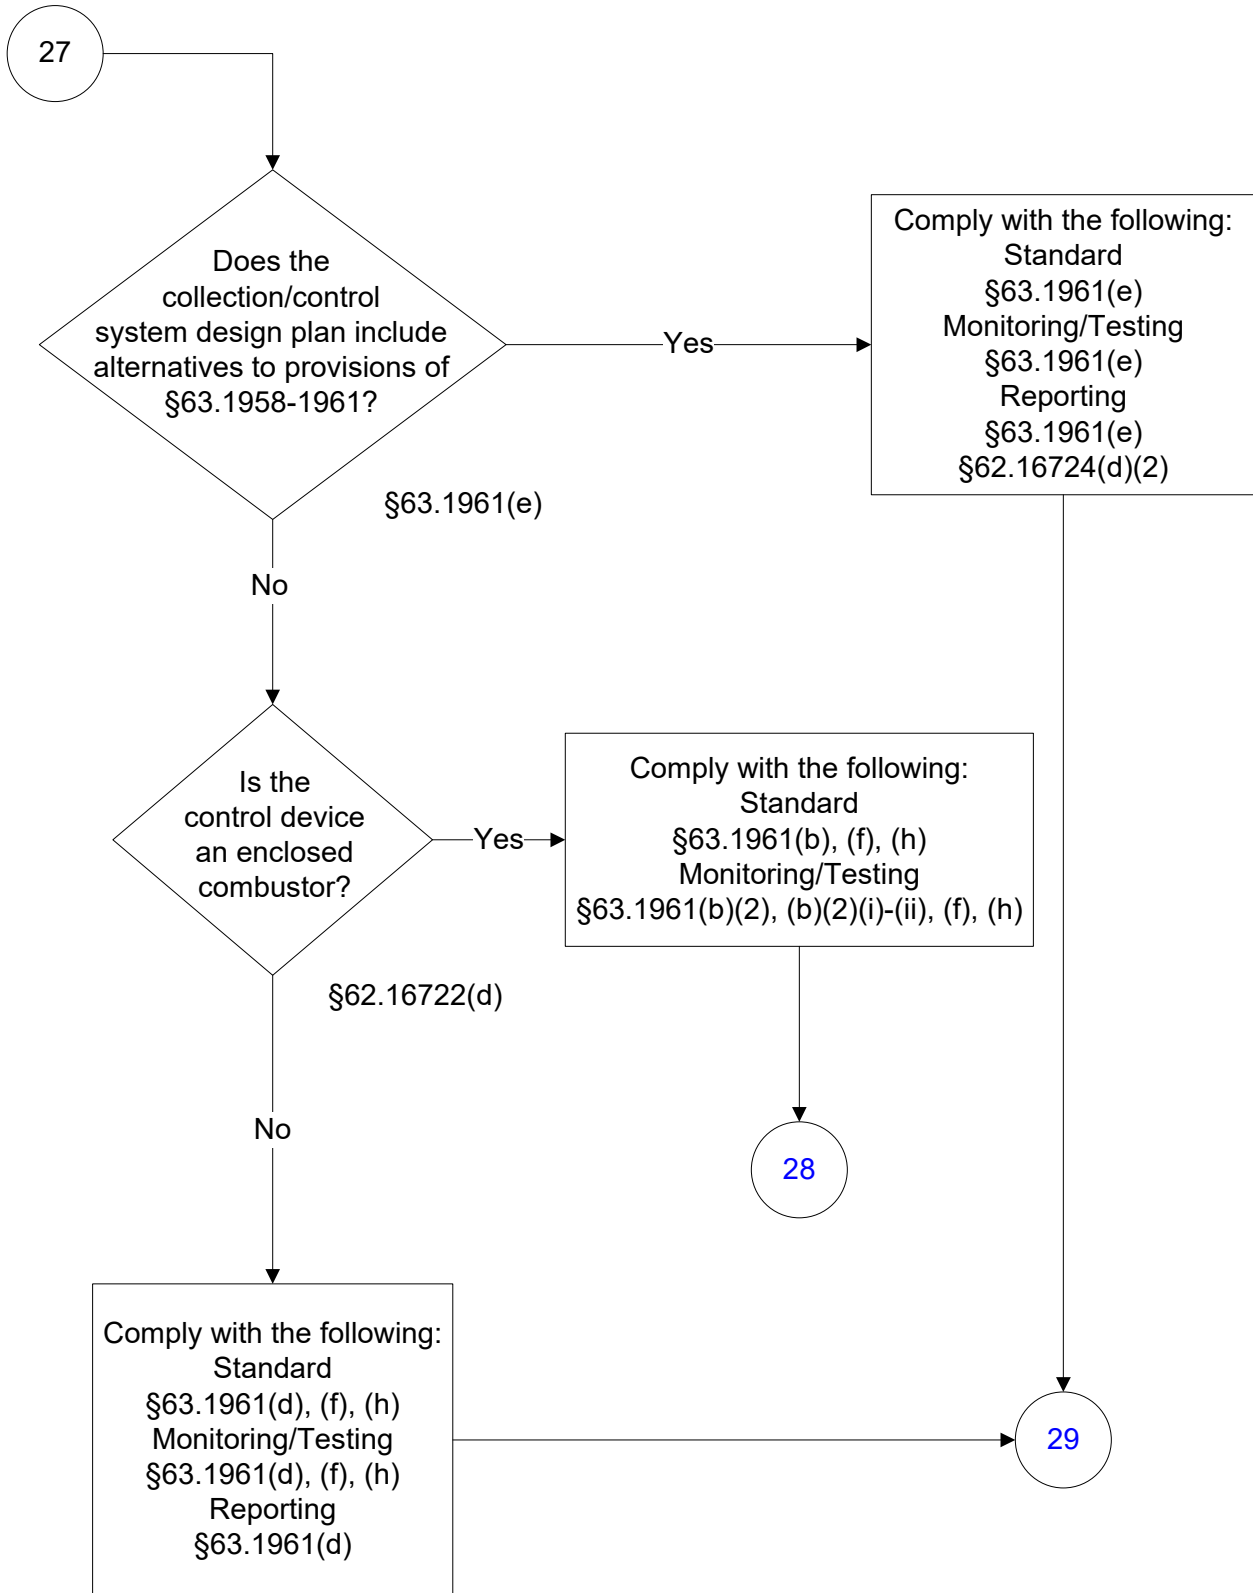 27
Does the
collection/control
system design plan include
alternatives to provisions of
§63.1958-1961?
§63.1961(e)
Yes
Comply with the following:
Standard
§63.1961(e)
Monitoring/Testing
§63.1961(e)
Reporting
§63.1961(e)
§62.16724(d)(2)
No
Is the
control device
an enclosed
combustor?
§62.16722(d)
Yes
Comply with the following:
Standard
§63.1961(b), (f), (h)
Monitoring/Testing
§63.1961(b)(2), (b)(2)(i)-(ii), (f), (h)
28
No
Comply with the following:
Standard
§63.1961(d), (f), (h)
Monitoring/Testing
§63.1961(d), (f), (h)
Reporting
§63.1961(d)
29